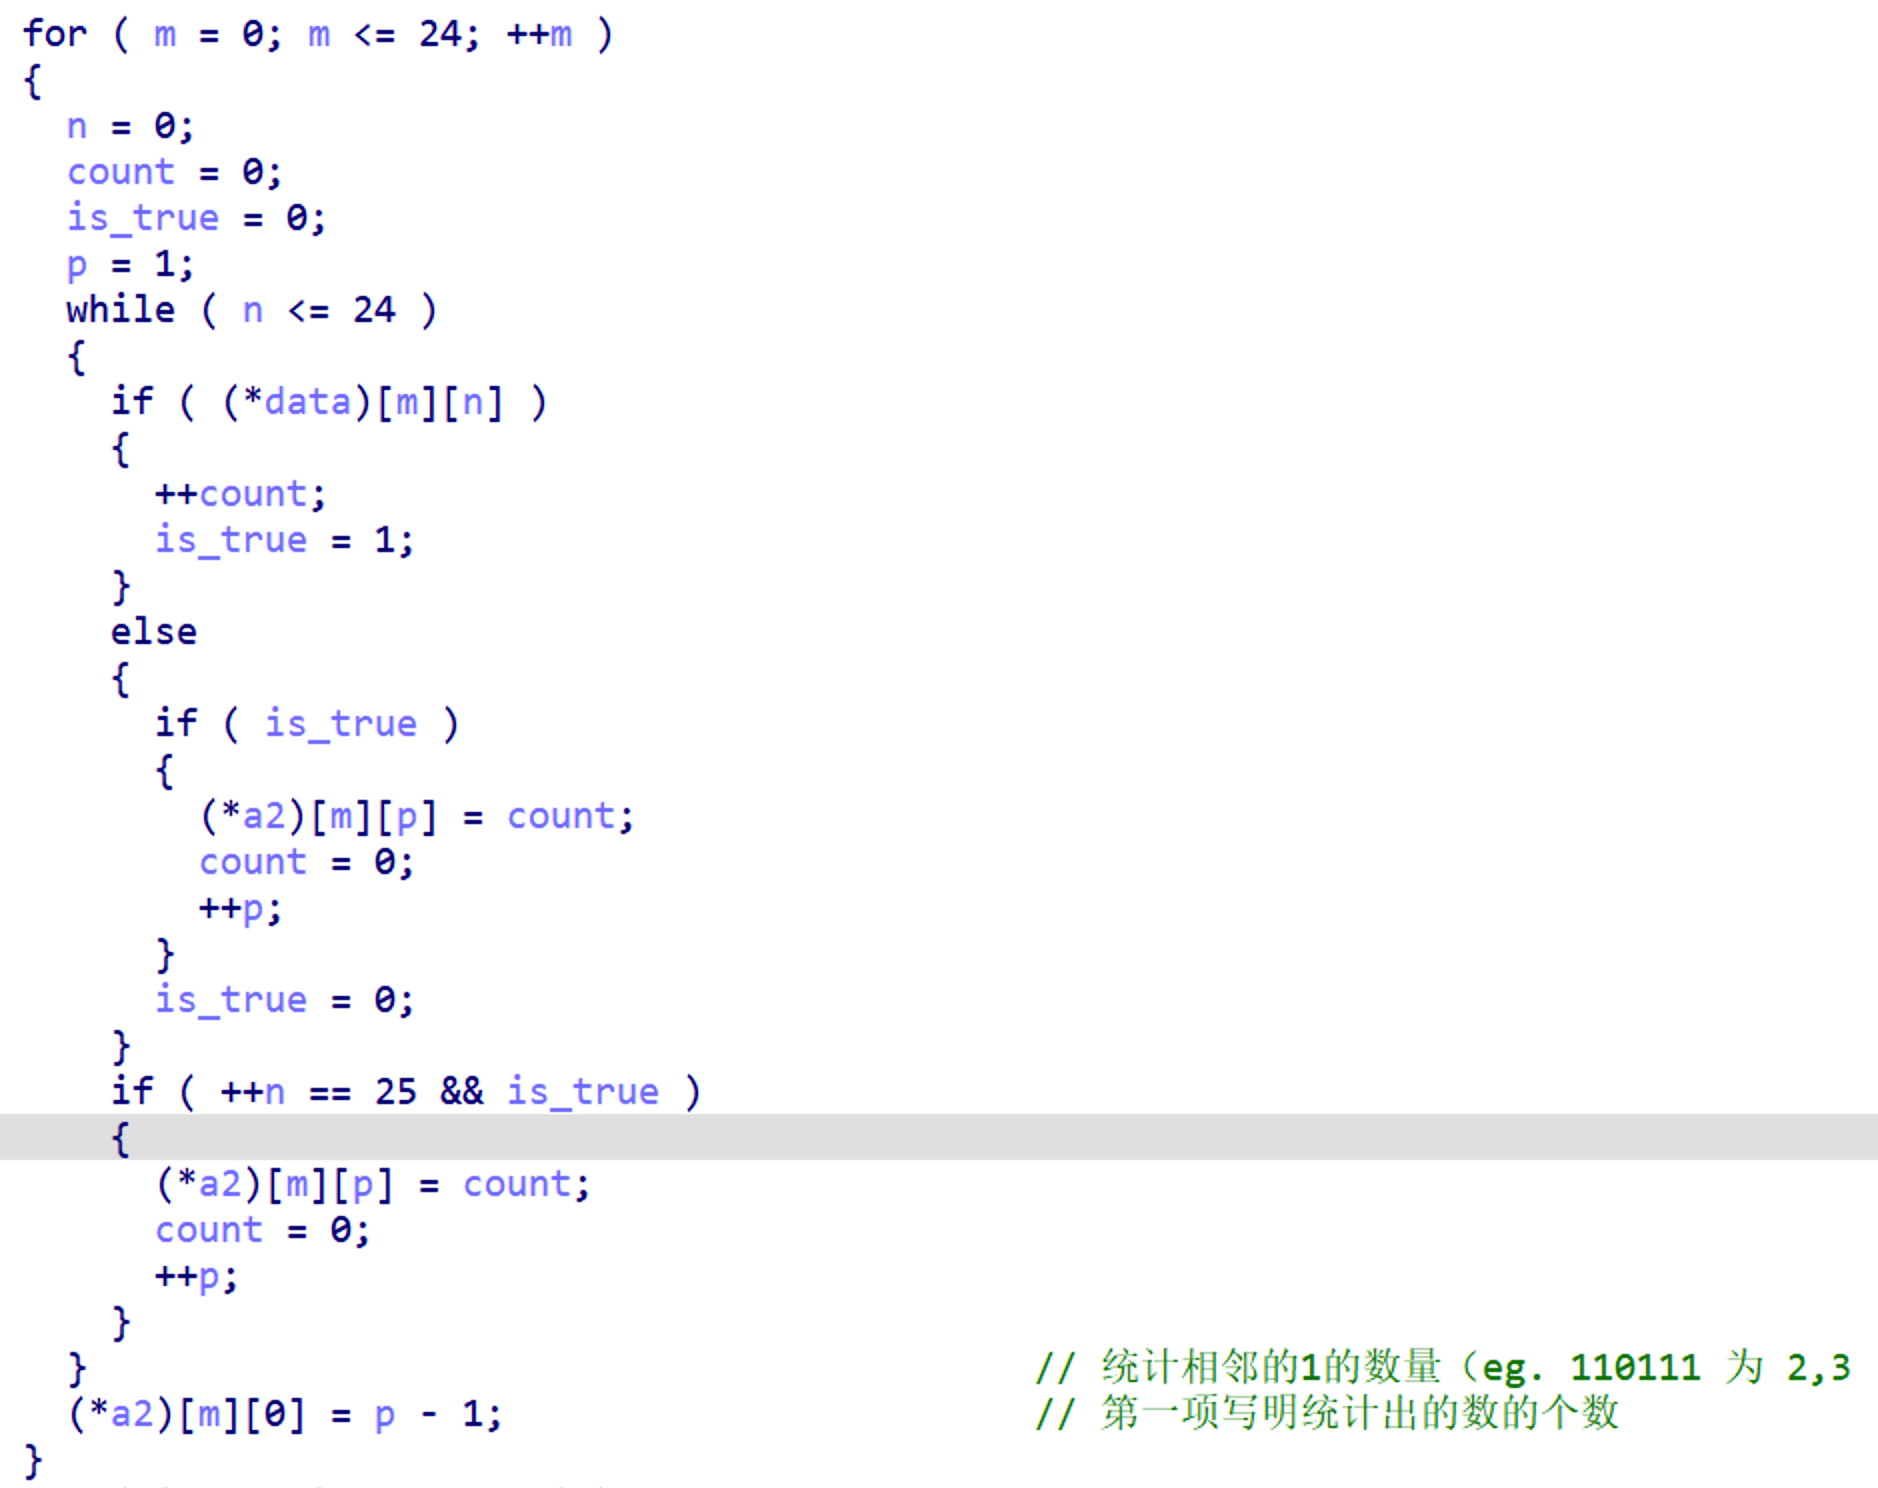 for ( m = 0; m <= 24; ++m )
{
  n = 0;
  count = 0;
  is_true = 0;
  p = 1;
  while ( n <= 24 )
  {
    if ( (*data)[m][n] )
    {
      ++count;
      is_true = 1;
    }
    else
    {
      if ( is_true )
      {
        (*a2)[m][p] = count;
        count = 0;
        ++p;
      }
      is_true = 0;
    }
    if ( ++n == 25 && is_true )
    {
      (*a2)[m][p] = count;
      count = 0;
      ++p;
    }
  } // 统计相邻的1的数量（eg. 110111 为 2,3
  (*a2)[m][0] = p - 1; // 第一项写明统计出的数的个数
}